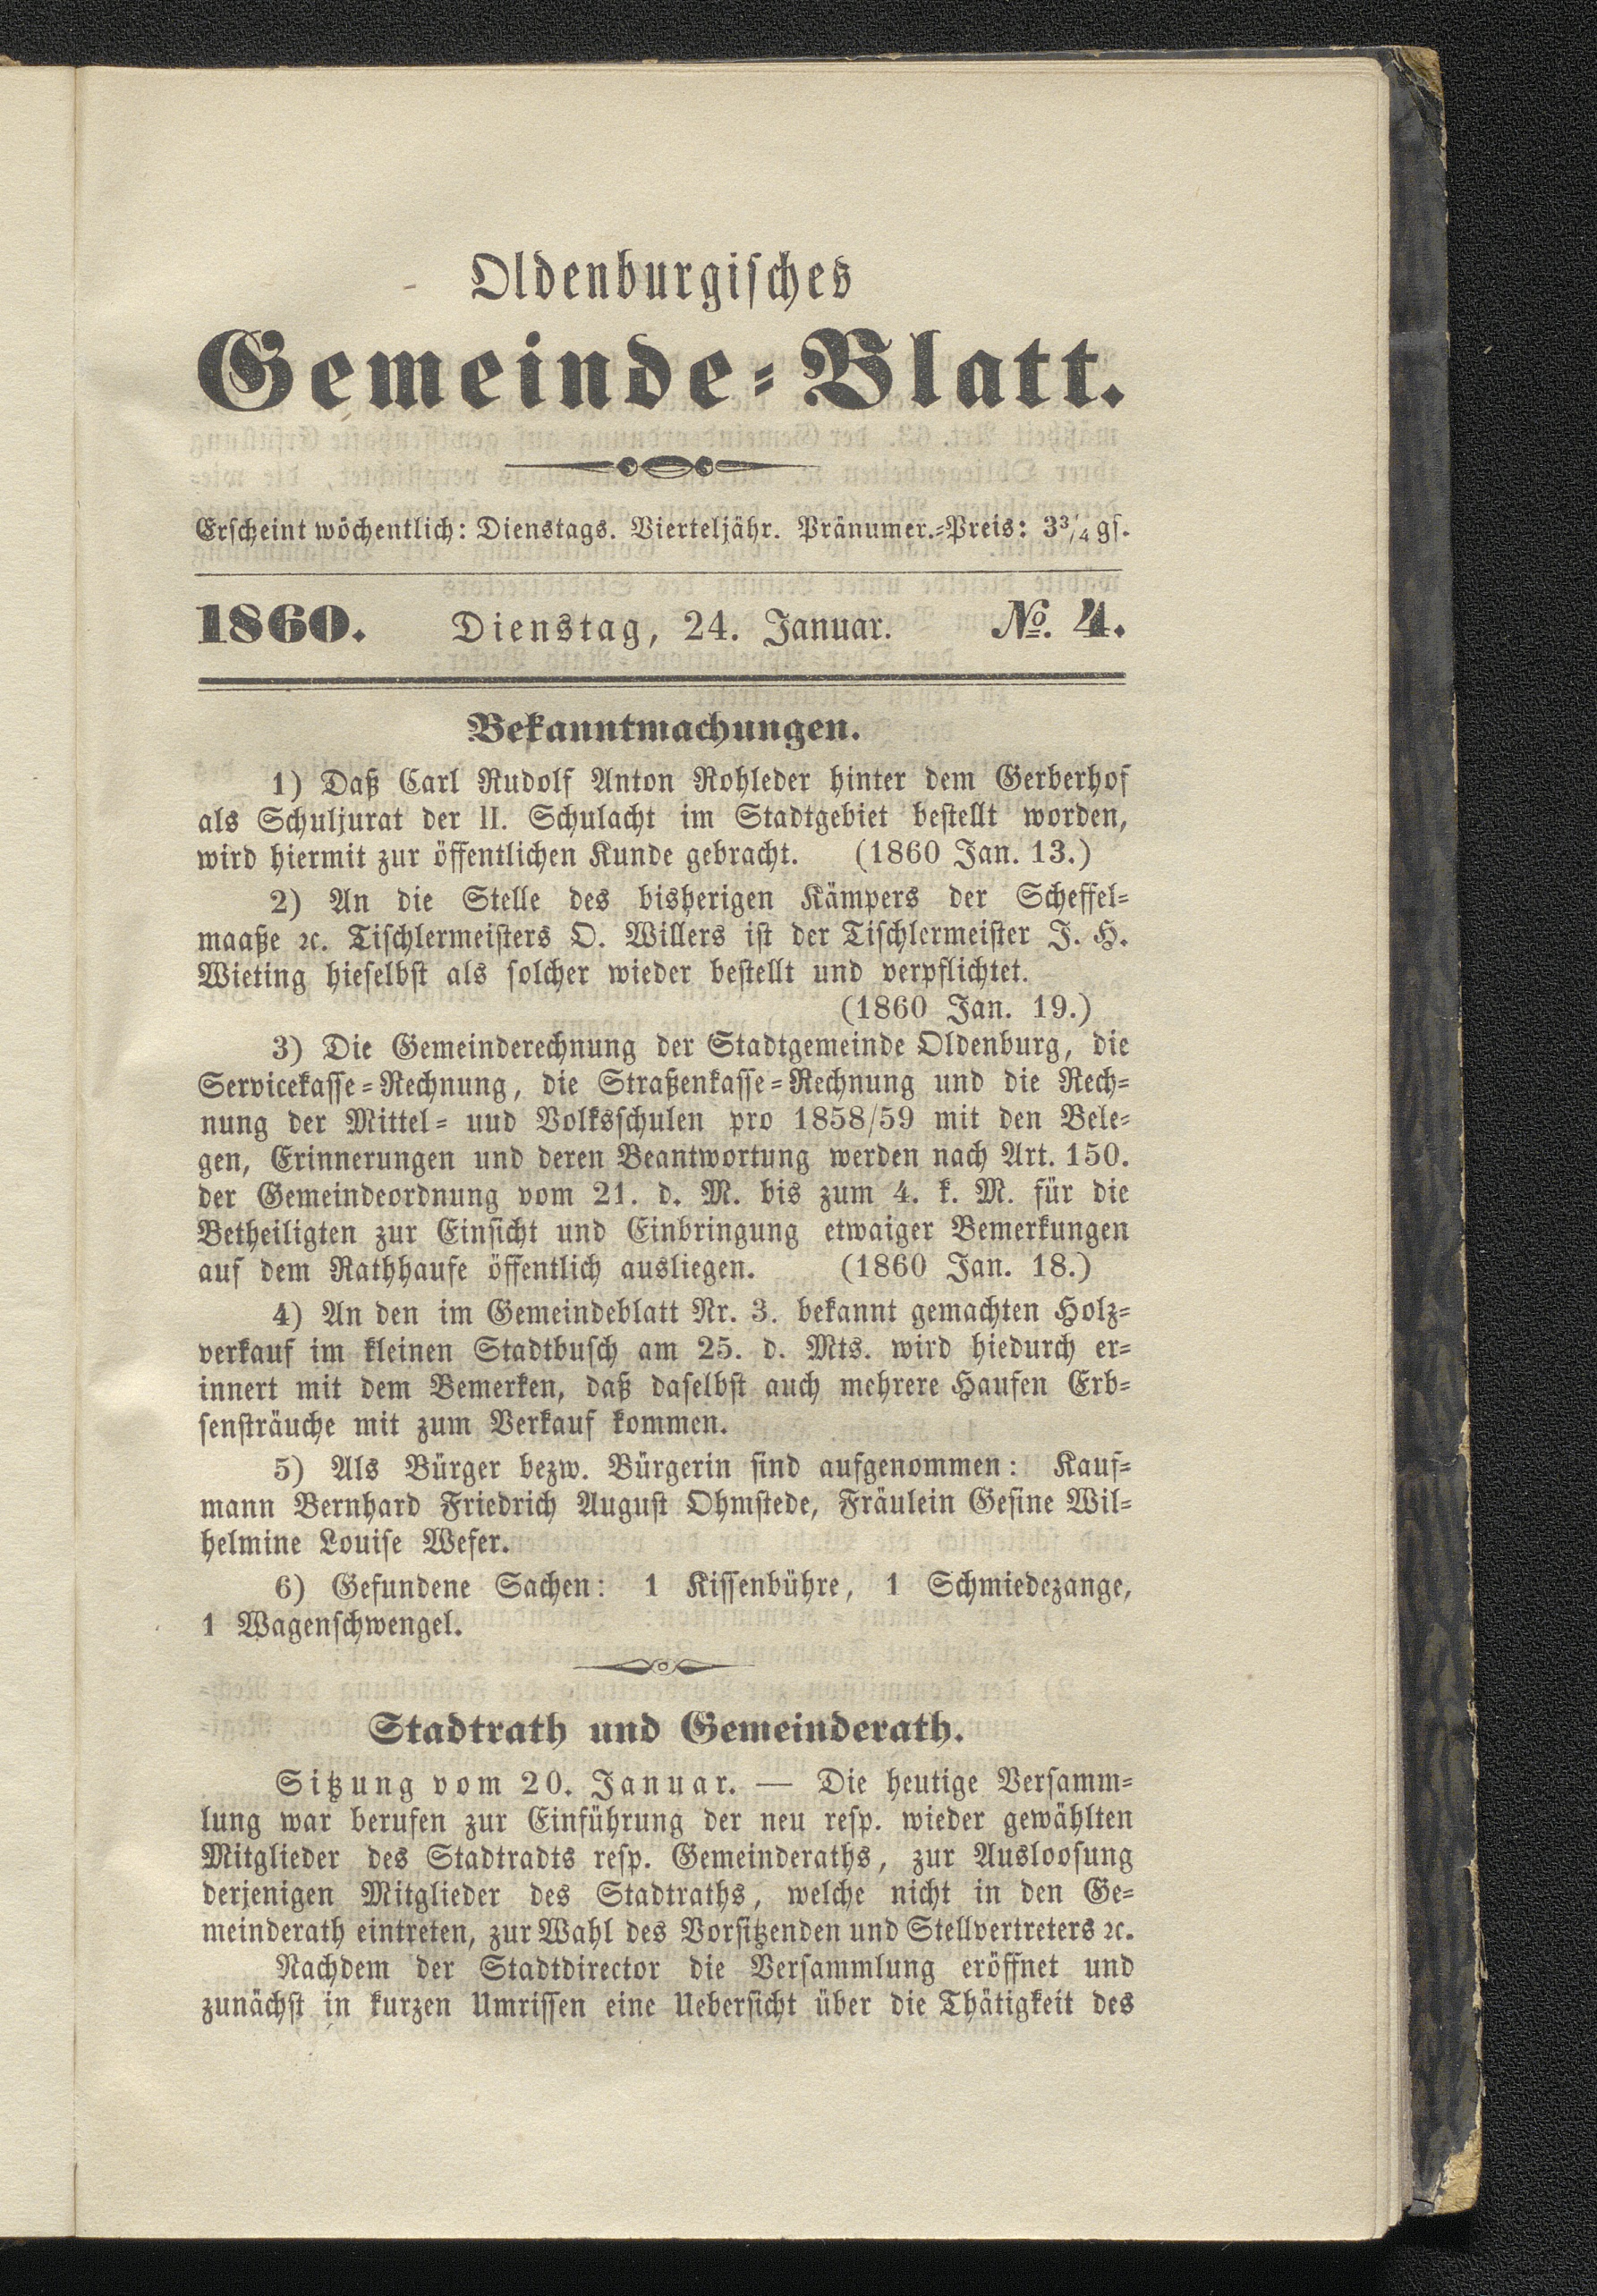 Oldenburgisches
Gemeinde-Blatt.
Erscheint wöchentlich: Dienstags. Vierteljähr. Pränumer.-Preis: 3³/₄ gs.
1860. Dienstag, 24. Januar. No. 4.
Bekanntmachungen.
1) Daß Carl Rudolf Anton Rohleder hinter dem Gerberhof
als Schuljurat der II. Schulacht im Stadtgebiet bestellt worden,
wird hiermit zur öffentlichen Kunde gebracht. (1860 Jan. 13.)
2) An die Stelle des bisherigen Kämpers der Scheffel-
maaße ꝛc. Tischlermeisters O. Willers ist der Tischlermeister J. H.
Wieting hieselbst als solcher wieder bestellt und verpflichtet.
(1860 Jan. 19.)
3) Die Gemeinderechnung der Stadtgemeinde Oldenburg, die
Servicekasse-Rechnung, die Straßenkasse-Rechnung und die Rech-
nung der Mittel- uud Volksschulen pro 1858/59 mit den Bele-
gen, Erinnerungen und deren Beantwortung werden nach Art. 150.
der Gemeindeordnung vom 21. d. M. bis zum 4. k. M. für die
Betheiligten zur Einsicht und Einbringung etwaiger Bemerkungen
auf dem Rathhause öffentlich ausliegen. (1860 Jan. 18.)
4) An den im Gemeindeblatt Nr. 3. bekannt gemachten Holz-
verkauf im kleinen Stadtbusch am 25. d. Mts. wird hiedurch er-
innert mit dem Bemerken, daß daselbst auch mehrere Haufen Erb-
sensträuche mit zum Verkauf kommen.
5) Als Bürger bezw. Bürgerin sind aufgenommen: Kauf-
mann Bernhard Friedrich August Ohmstede, Fräulein Gesine Wil-
helmine Louise Wefer.
6) Gefundene Sachen: 1 Kissenbühre, 1 Schmiedezange,
1 Wagenschwengel.
Stadtrath und Gemeinderath.
Sitzung vom 20. Januar. — Die heutige Versamm-
lung war berufen zur Einführung der neu resp. wieder gewählten
Mitglieder des Stadtradts resp. Gemeinderaths, zur Ausloosung
derjenigen Mitglieder des Stadtraths, welche nicht in den Ge-
meinderath eintreten, zur Wahl des Vorsitzenden und Stellvertreters ꝛc.
Nachdem der Stadtdirector die Versammlung eröffnet und
zunächst in kurzen Umrissen eine Uebersicht über die Thätigkeit des